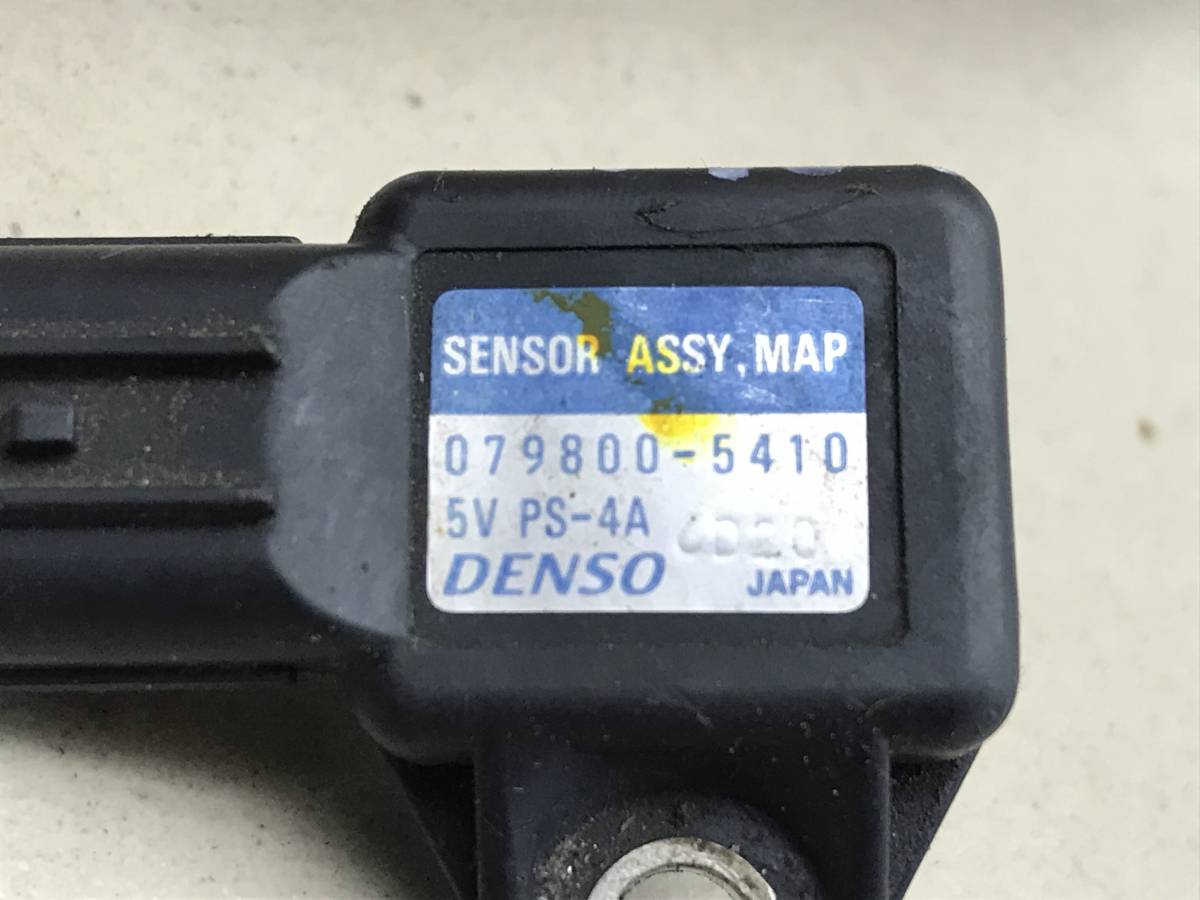 SENSOR ASSY, MAP
079800-5410
5V PS-4A
DENSO JAPAN